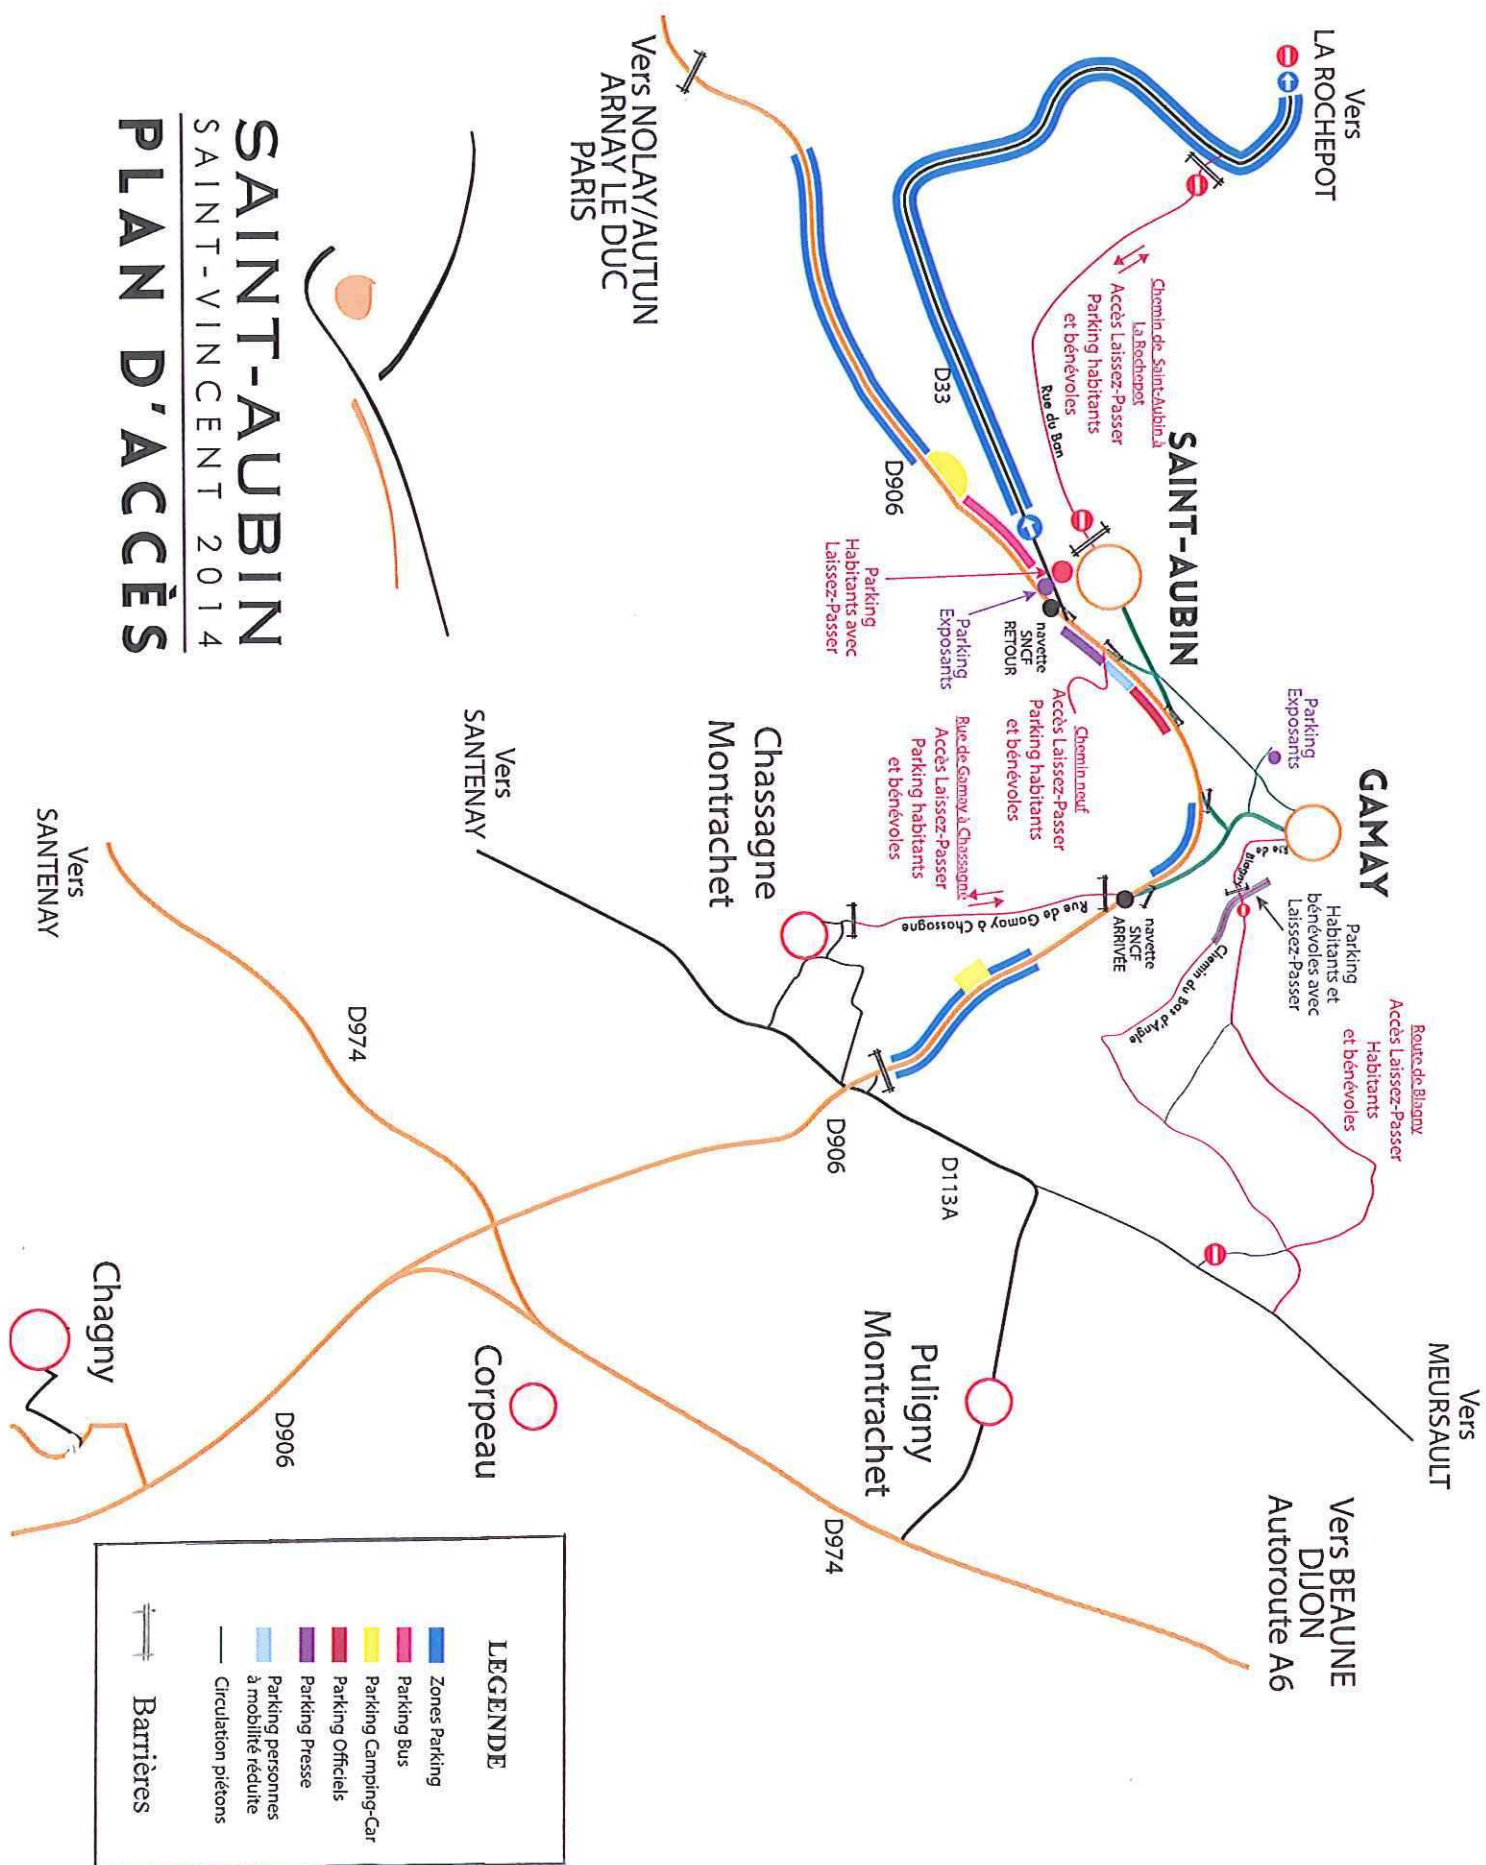 Vers
LA ROCHEPOT
Chemin de Saint-Aubin à
La Rochepot
Accès Laissez-Passer
Parking habitants
et bénévoles
Rue du Ban
SAINT-AUBIN
D33
D906
Vers NOLAY/AUTUN
ARNAY LE DUC
PARIS
Parking
Habitants avec
Laissez-Passer
Parking
Exposants
navette
SNCF
RETOUR
Chemin neuf
Accès Laissez-Passer
Parking habitants
et bénévoles
Rue de Gamay à Chassagne
Accès Laissez-Passer
Parking habitants
et bénévoles
Parking
Exposants
GAMAY
Rue de
Blagny
Parking
Habitants et
bénévoles avec
Laissez-Passer
navette
SNCF
ARRIVÉE
Rue de Gamay à Chassagne
Chemin du Bas d'Angle
Route de Blagny
Accès Laissez-Passer
Habitants
et bénévoles
Chassagne
Montrachet
Vers
SANTENAY
Vers
SANTENAY
D974
D906
D113A
Vers
MEURSAULT
Puligny
Montrachet
Vers BEAUNE
DIJON
Autoroute A6
Corpeau
D974
Chagny
D906
SAINT-AUBIN
SAINT-VINCENT 2014
PLAN D'ACCÈS
LEGENDE
Zones Parking
Parking Bus
Parking Camping-Car
Parking Officiels
Parking Presse
Parking personnes
à mobilité réduite
Circulation piétons
Barrières